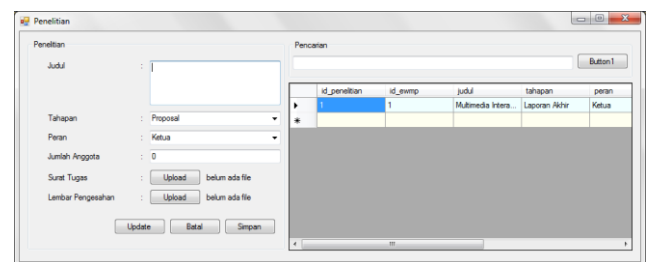 Penelitian
Penelitian
Judul :
Tahapan : Proposal
Peran : Ketua
Jumlah Anggota : 0
Surat Tugas : Upload belum ada file
Lembar Pengesahan : Upload belum ada file
Update Batal Simpan
Pencarian
Button1
id_penelitian id_ewmp judul tahapan peran
1 1 Multimedia Intera... Laporan Akhir Ketua